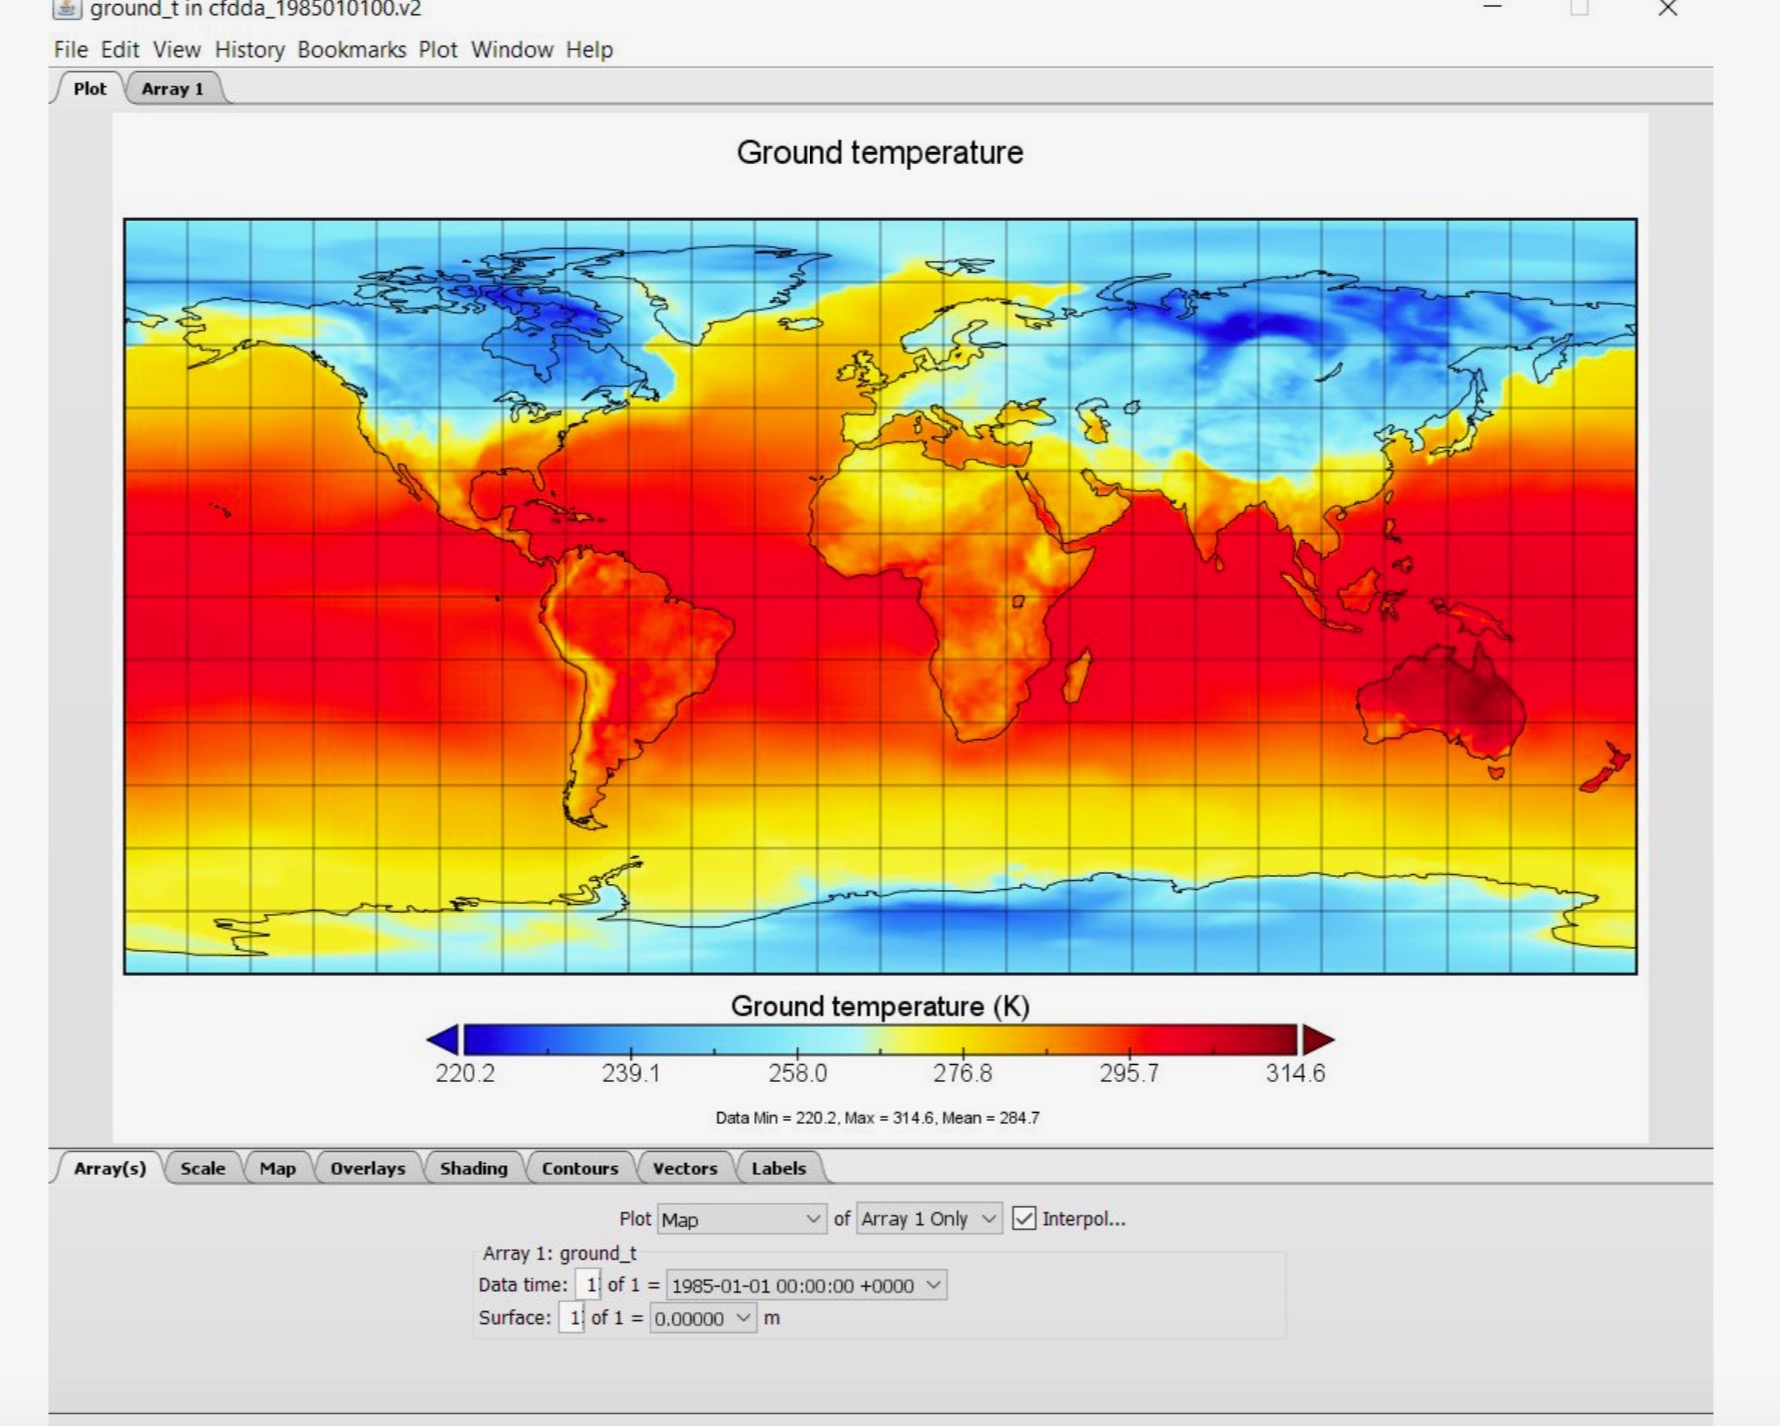 ground_t in cfdda_1985010100.v2
File Edit View History Bookmarks Plot Window Help
Plot Array 1
Ground temperature
Ground temperature (K)
220.2 239.1 258.0 276.8 295.7 314.6
Data Min = 220.2, Max = 314.6, Mean = 284.7
Array(s) Scale Map Overlays Shading Contours Vectors Labels
Plot Map of Array 1 Only Interpol...
Array 1: ground_t
Data time: 1 of 1 = 1985-01-01 00:00:00 +0000
Surface: 1 of 1 = 0.00000 m